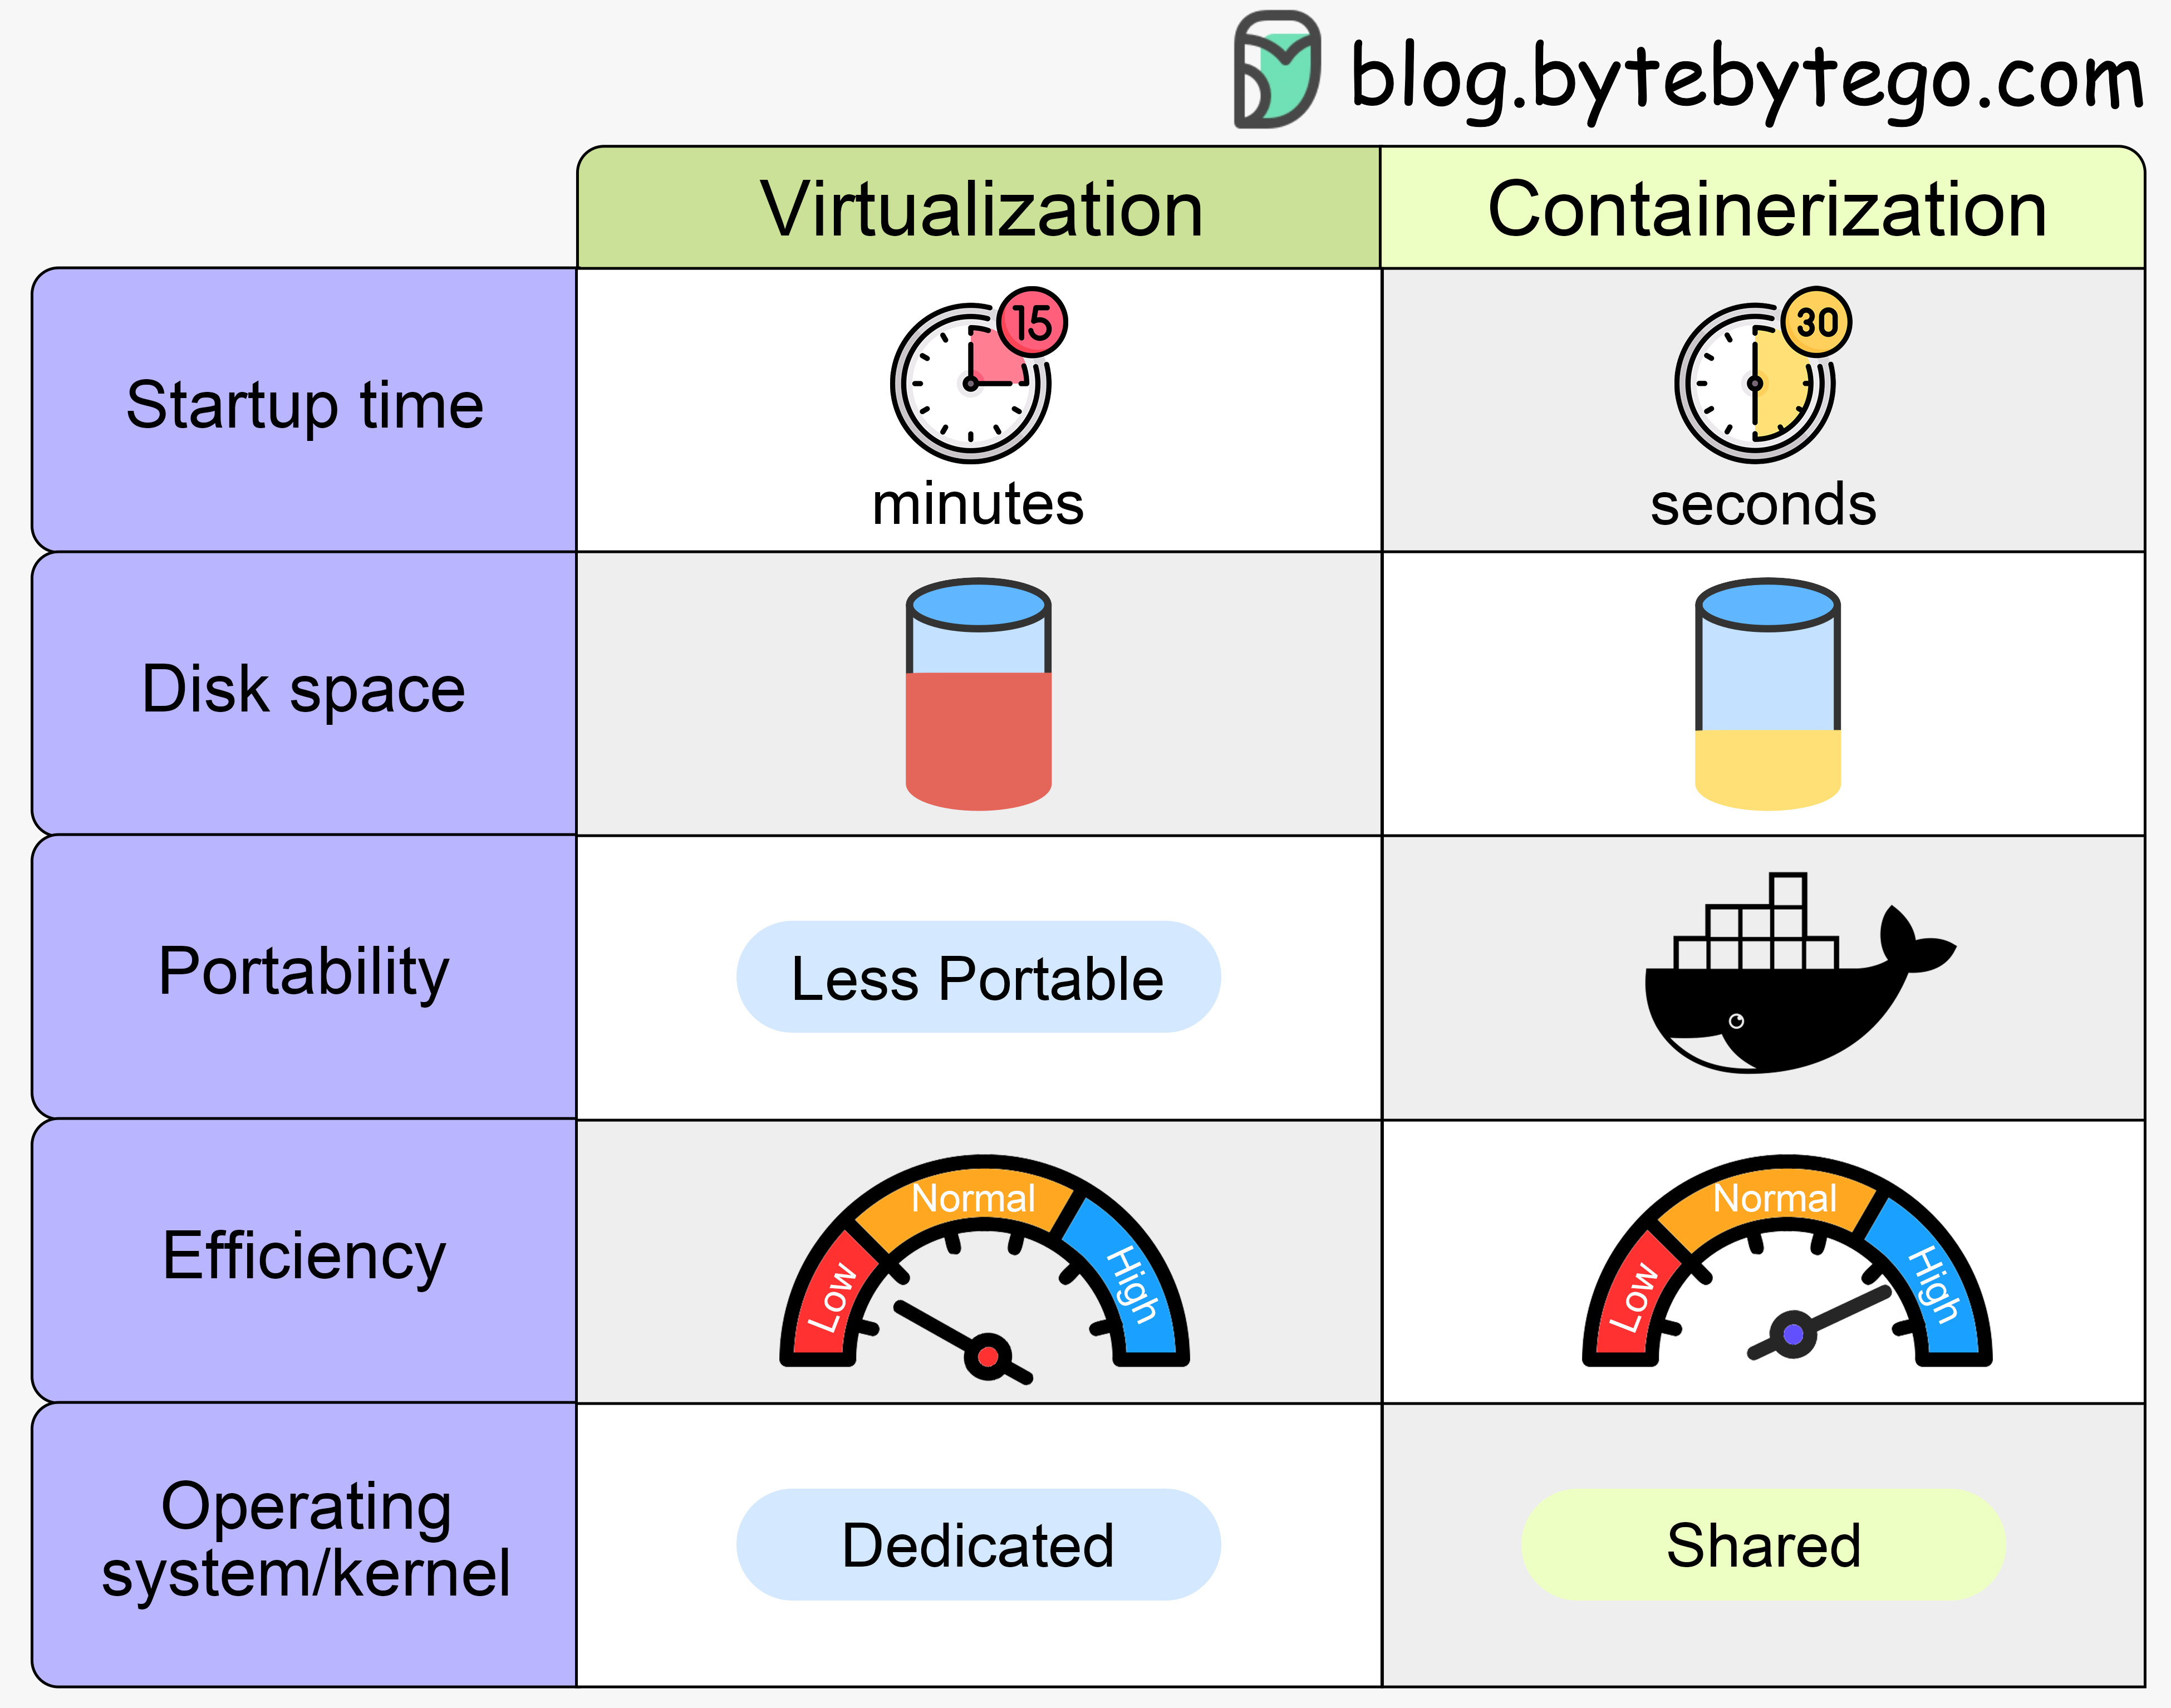 blog.bytebytego.com
Virtualization
Containerization
Startup time
15
minutes
30
seconds
Disk space
Portability
Less Portable
Efficiency
Low
Normal
High
Low
Normal
High
Operating
system/kernel
Dedicated
Shared